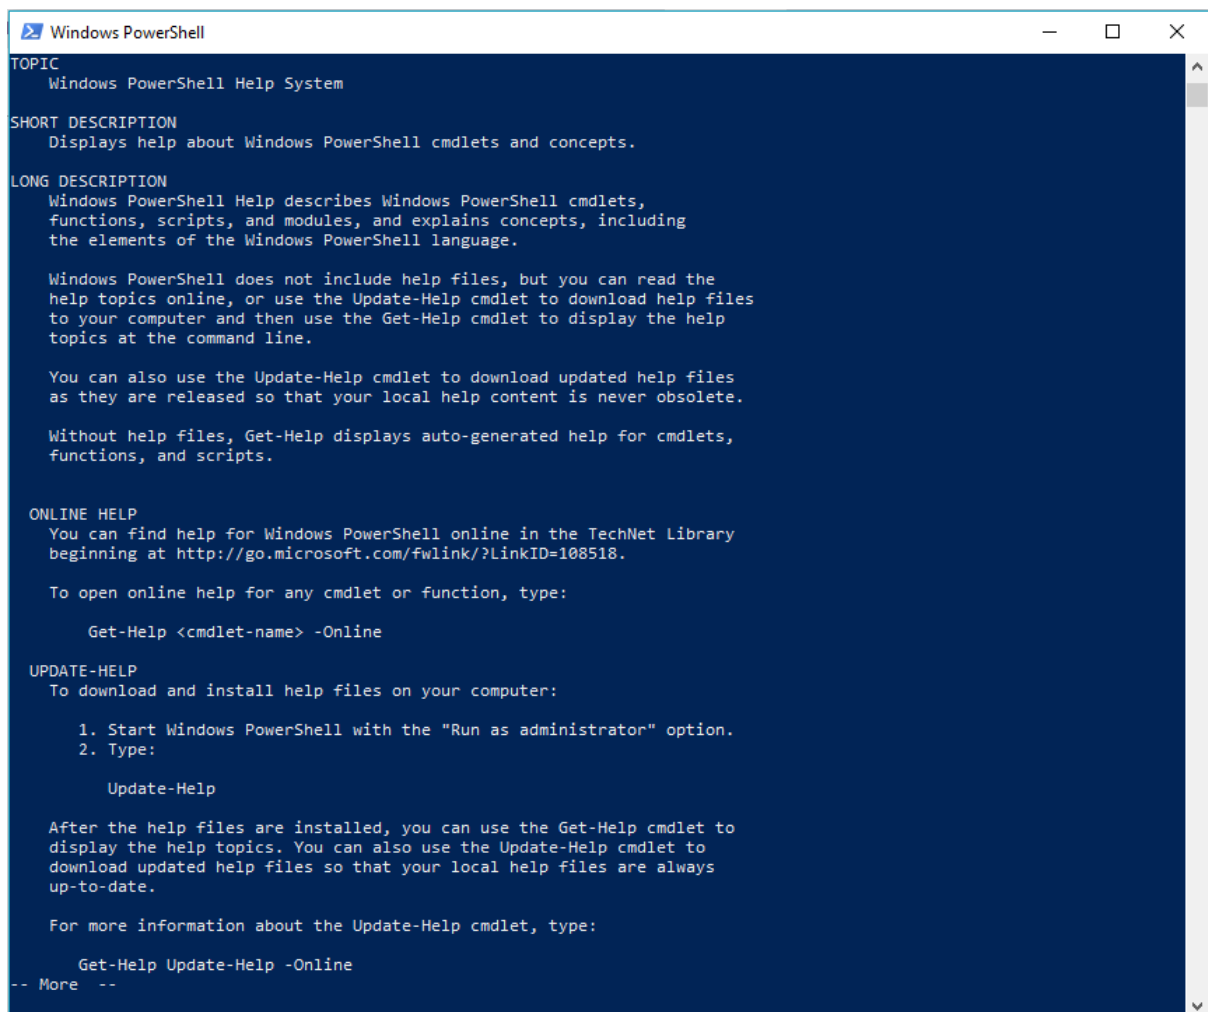 Windows PowerShell
TOPIC
Windows PowerShell Help System
SHORT DESCRIPTION
Displays help about Windows PowerShell cmdlets and concepts.
LONG DESCRIPTION
Windows PowerShell Help describes Windows PowerShell cmdlets,
functions, scripts, and modules, and explains concepts, including
the elements of the Windows PowerShell language.
Windows PowerShell does not include help files, but you can read the
help topics online, or use the Update-Help cmdlet to download help files
to your computer and then use the Get-Help cmdlet to display the help
topics at the command line.
You can also use the Update-Help cmdlet to download updated help files
as they are released so that your local help content is never obsolete.
Without help files, Get-Help displays auto-generated help for cmdlets,
functions, and scripts.
ONLINE HELP
You can find help for Windows PowerShell online in the TechNet Library
beginning at http://go.microsoft.com/fwlink/?LinkID=108518.
To open online help for any cmdlet or function, type:
Get-Help <cmdlet-name> -Online
UPDATE-HELP
To download and install help files on your computer:
1. Start Windows PowerShell with the "Run as administrator" option.
2. Type:
Update-Help
After the help files are installed, you can use the Get-Help cmdlet to
display the help topics. You can also use the Update-Help cmdlet to
download updated help files so that your local help files are always
up-to-date.
For more information about the Update-Help cmdlet, type:
Get-Help Update-Help -Online
-- More  --